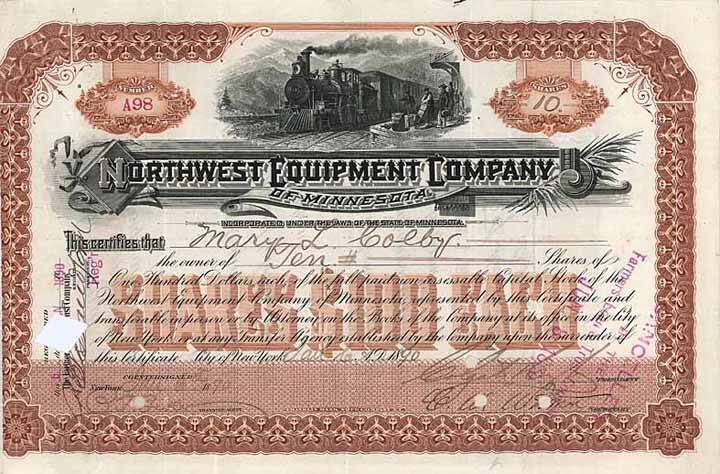 NUMBER
A98
SHARES
10.-
NORTHWEST EQUIPMENT COMPANY
OF MINNESOTA.
INCORPORATED, UNDER THE LAWS OF THE STATE OF MINNESOTA.
This certifies that Mary L Colby
the owner of Ten Shares of
One Hundred Dollars each of the full paid non assessable Capital Stock of the
Northwest Equipment Company of Minnesota, represented by this Certificate and
transferable in person or by Attorney on the Books of the Company at its office in the City
of New York or at any Transfer Agency established by the Company upon the surrender of
this Certificate. City of New York A.D. 1890
COUNTERSIGNED
New York 189
PRESIDENT
SECRETARY